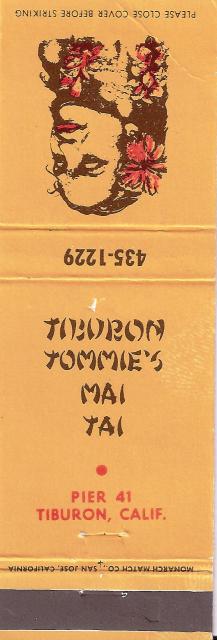 PLEASE CLOSE COVER BEFORE STRIKING
435-1229
TIBURON
TOMMIE'S
MAI
TAI
PIER 41
TIBURON, CALIF.
MONARCH MATCH CO., SAN JOSE, CALIFORNIA